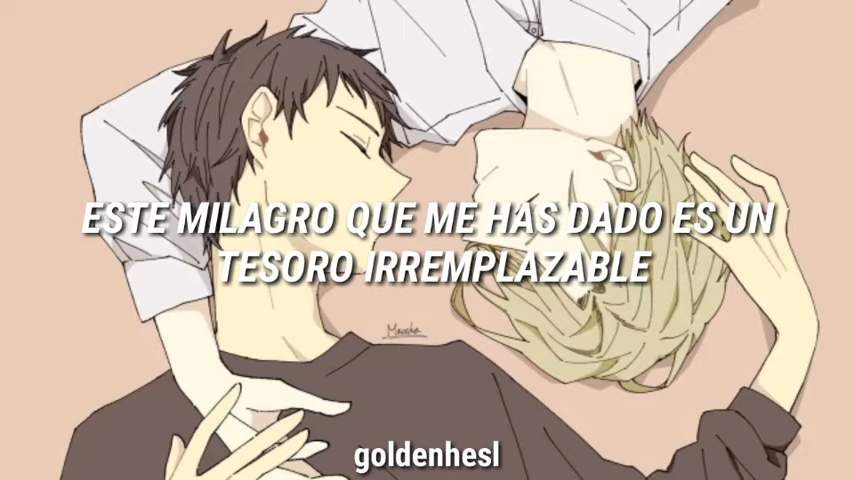 ESTE MILAGRO QUE ME HAS DADO ES UN
TESORO IRREMPLAZABLE
goldenhesl